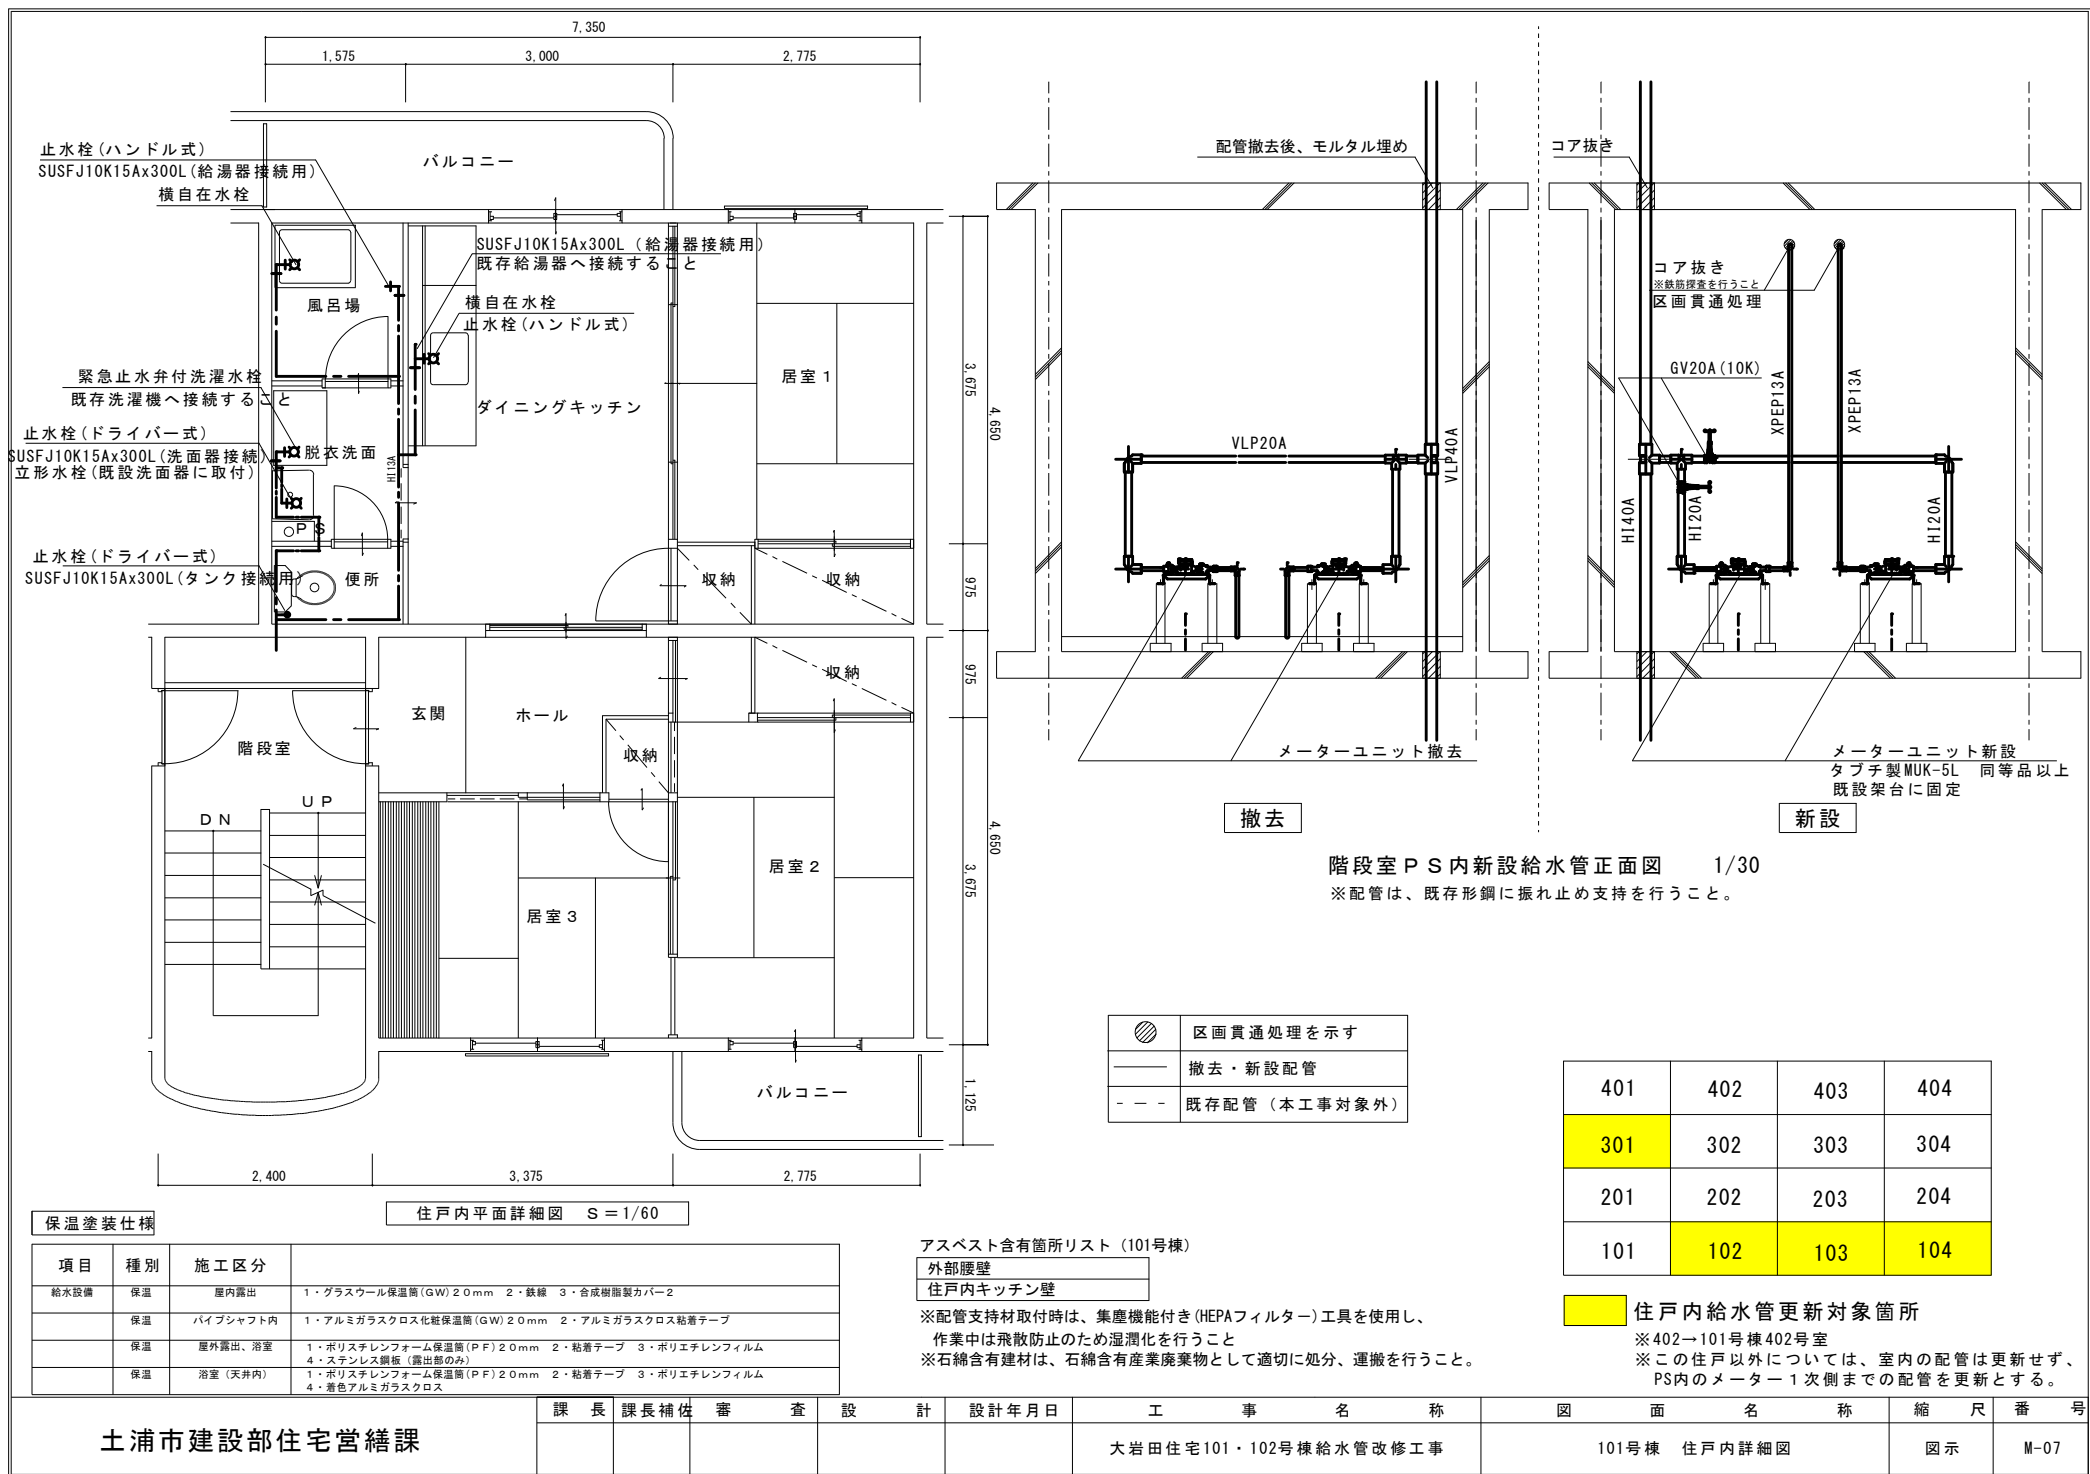 7,350
1,575
3,000
2,775
止水栓(ハンドル式)
SUSFJ10K15Ax300L(給湯器接続用)
横自在水栓
バルコニー
SUSFJ10K15Ax300L (給湯器接続用)
既存給湯器へ接続すること
横自在水栓
止水栓(ハンドル式)
風呂場
緊急止水弁付洗濯水栓
既存洗濯機へ接続すること
止水栓(ドライバー式)
SUSFJ10K15Ax300L(洗面器接続)
立形水栓(既設洗面器に取付)
脱衣洗面
HI13A
PS
止水栓(ドライバー式)
SUSFJ10K15Ax300L(タンク接続用)
便所
ダイニングキッチン
居室1
収納
収納
収納
玄関
ホール
収納
階段室
UP
DN
居室2
居室3
バルコニー
3,675
4,650
975
975
4,650
3,675
1,125
2,400
3,375
2,775
住戸内平面詳細図 S=1/60
配管撤去後、モルタル埋め
VLP20A
VLP40A
メーターユニット撤去
撤去
コア抜き
コア抜き
※鉄筋探査を行うこと
区画貫通処理
GV20A(10K)
XPEP13A
XPEP13A
HI40A
HI20A
HI20A
メーターユニット新設
タブチ製MUK-5L 同等品以上
既設架台に固定
新設
階段室PS内新設給水管正面図 1/30
※配管は、既存形鋼に振れ止め支持を行うこと。
区画貫通処理を示す
撤去・新設配管
既存配管(本工事対象外)
401 402 403 404
301 302 303 304
201 202 203 204
101 102 103 104
住戸内給水管更新対象箇所
※402→101号棟402号室
※この住戸以外については、室内の配管は更新せず、
PS内のメーター1次側までの配管を更新とする。
保温塗装仕様
項目 種別 施工区分
給水設備 保温 屋内露出 1・グラスウール保温筒(GW)20mm 2・鉄線 3・合成樹脂製カバー2
保温 パイプシャフト内 1・アルミガラスクロス化粧保温筒(GW)20mm 2・アルミガラスクロス粘着テープ
保温 屋外露出、浴室 1・ポリスチレンフォーム保温筒(PF)20mm 2・粘着テープ 3・ポリエチレンフィルム
4・ステンレス鋼板(露出部のみ)
保温 浴室(天井内) 1・ポリスチレンフォーム保温筒(PF)20mm 2・粘着テープ 3・ポリエチレンフィルム
4・着色アルミガラスクロス
アスベスト含有箇所リスト(101号棟)
外部腰壁
住戸内キッチン壁
※配管支持材取付時は、集塵機能付き(HEPAフィルター)工具を使用し、
作業中は飛散防止のため湿潤化を行うこと
※石綿含有建材は、石綿含有産業廃棄物として適切に処分、運搬を行うこと。
土浦市建設部住宅営繕課
課長 課長補佐 審査 設計 設計年月日 工事名称 図面名称 縮尺 番号
大岩田住宅101・102号棟給水管改修工事 101号棟 住戸内詳細図 図示 M-07